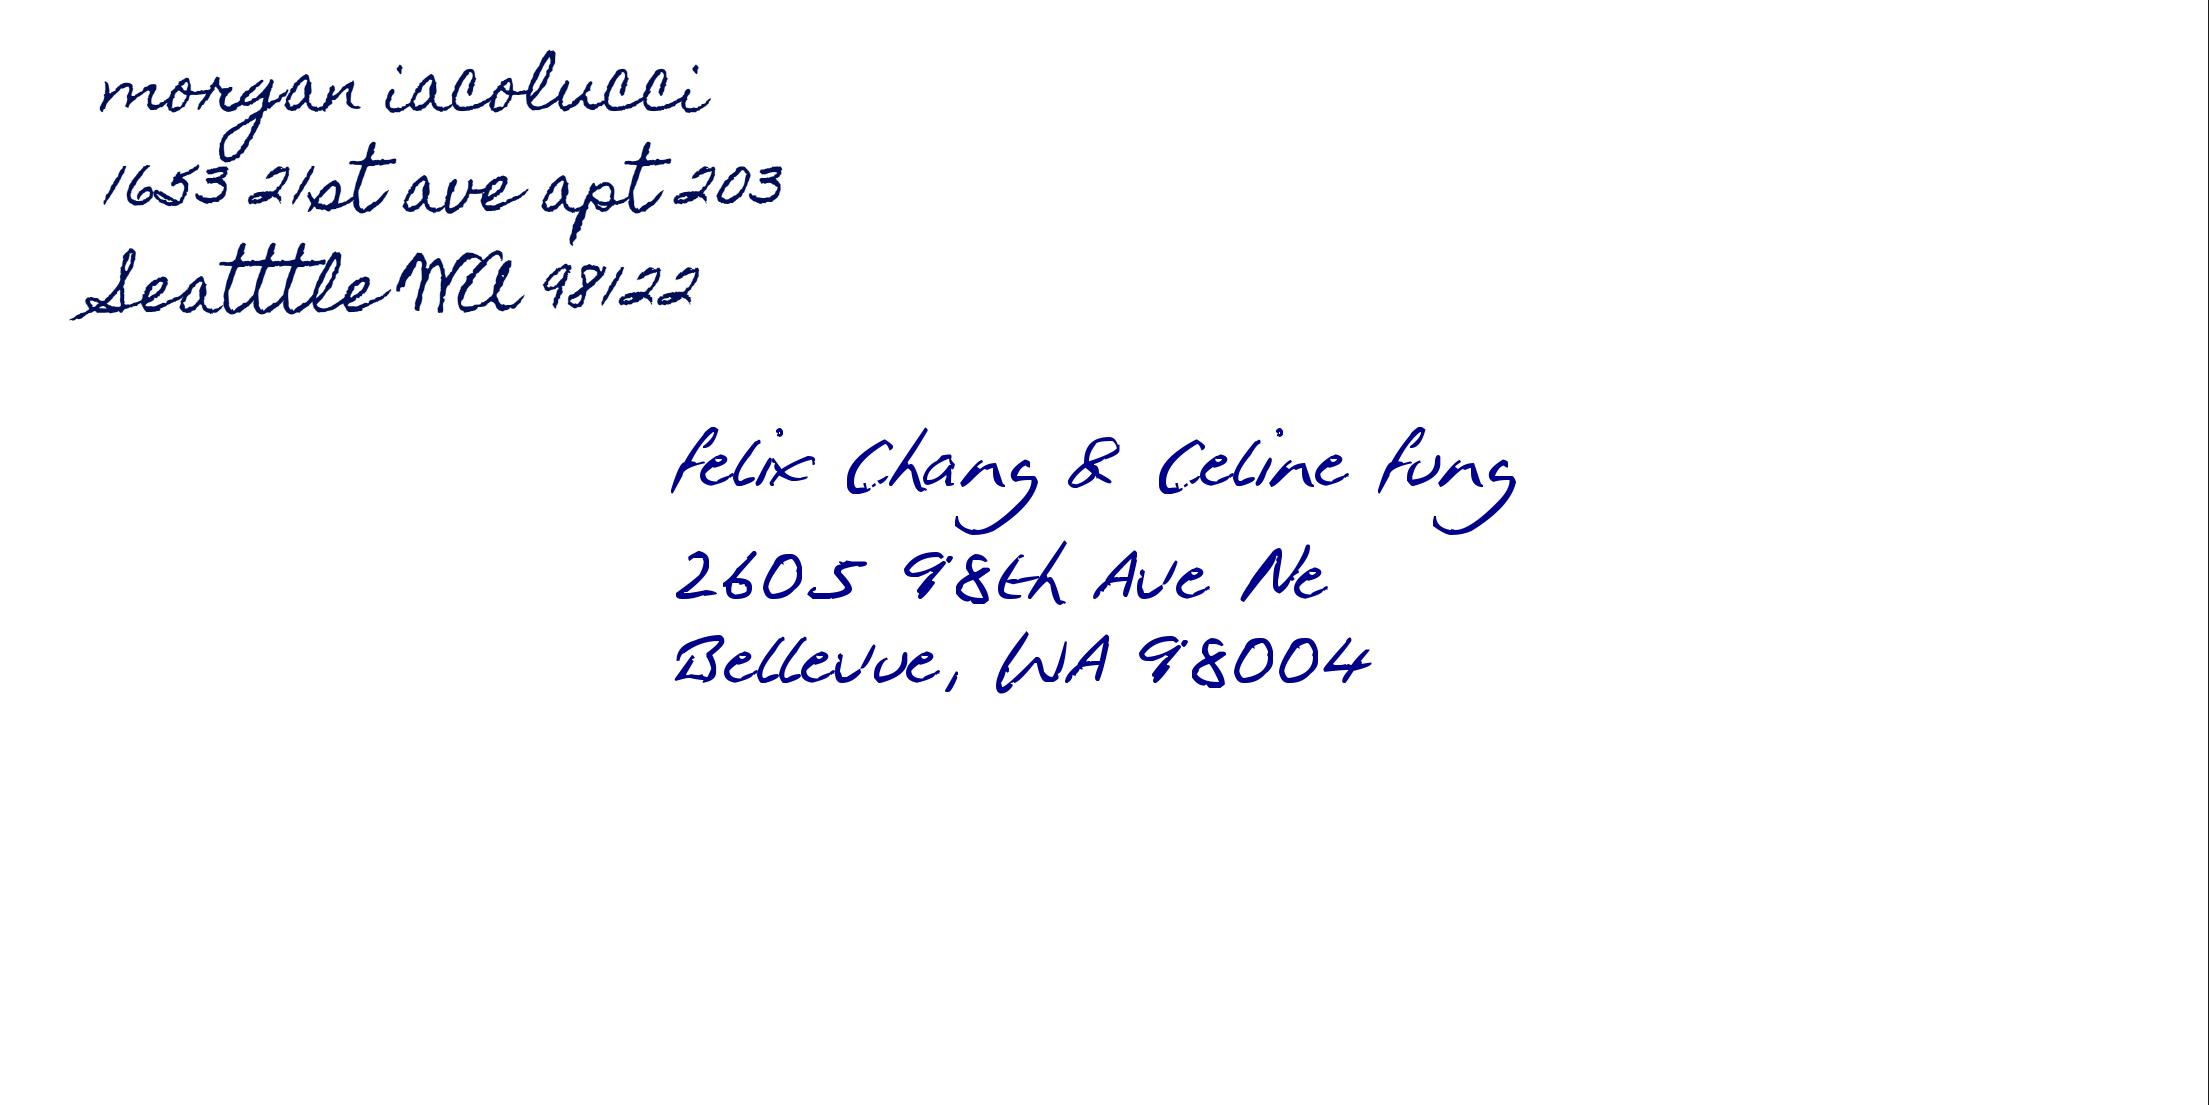 morgan iacolucci
1653 21st ave apt 203
Seatttle WA 98122
Felix Chang & Celine Fung
2605 98th Ave Ne
Bellevue, WA 98004